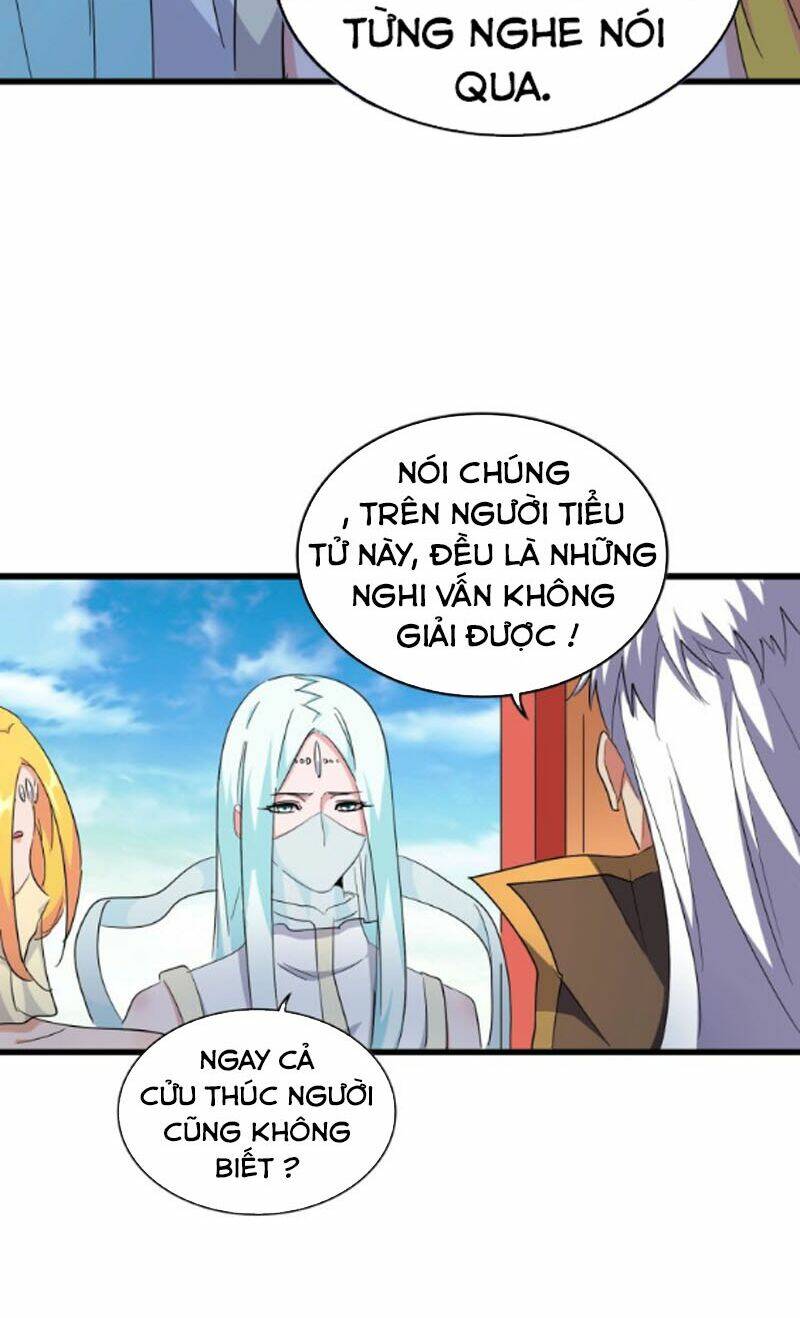 TỪNG NGHE NÓI
QUA.
NÓI CHÚNG
, TRÊN NGƯỜI TIỂU
TỬ NÀY, ĐỀU LÀ NHỮNG
NGHI VẤN KHÔNG
GIẢI ĐƯỢC !
NGAY CẢ
CỬU THÚC NGƯỜI
CŨNG KHÔNG
BIẾT ?